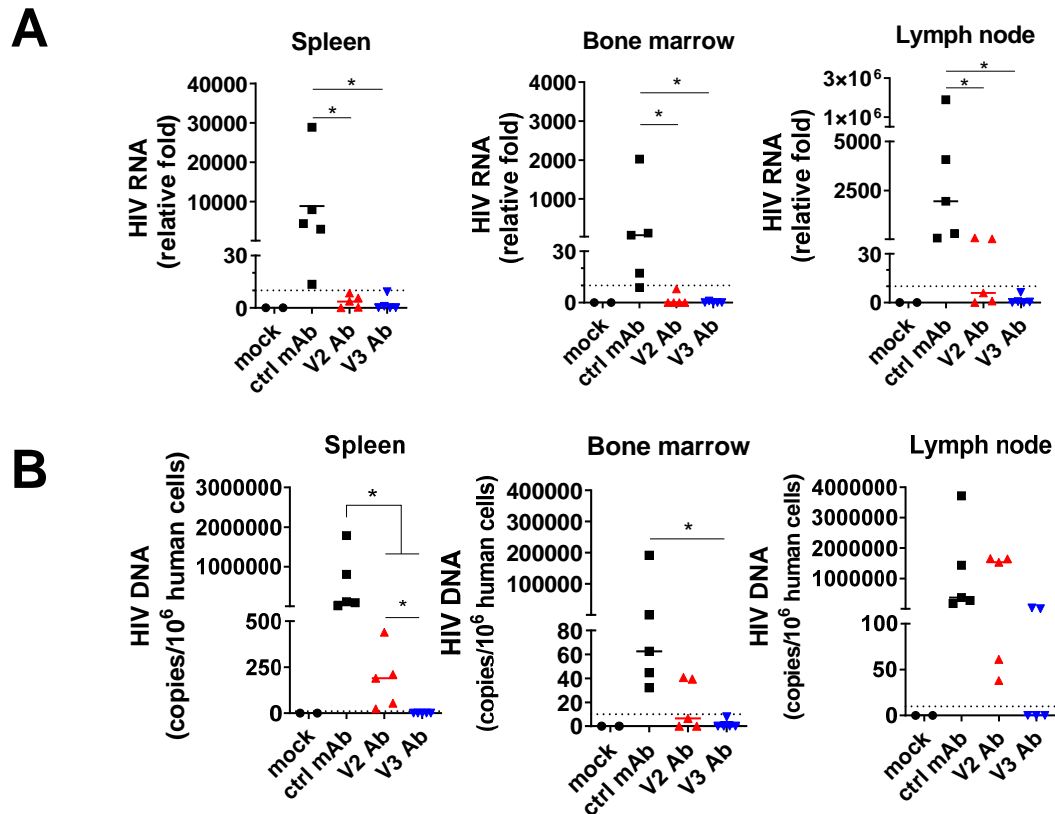 A
Spleen
HIV RNA
(relative fold)
40000
30000
20000
10000
30
0
*
*
mock
ctrl mAb
V2 Ab
V3 Ab
Bone marrow
HIV RNA
(relative fold)
4000
2000
1000
30
0
*
*
mock
ctrl mAb
V2 Ab
V3 Ab
Lymph node
HIV RNA
(relative fold)
3×10⁶
1×10⁶
5000
2500
30
0
*
*
mock
ctrl mAb
V2 Ab
V3 Ab
B
Spleen
HIV DNA
(copies/10⁶ human cells)
3000000
2000000
1000000
500
250
0
*
*
mock
ctrl mAb
V2 Ab
V3 Ab
Bone marrow
HIV DNA
(copies/10⁶ human cells)
400000
300000
200000
100000
80
60
40
20
0
*
mock
ctrl mAb
V2 Ab
V3 Ab
Lymph node
HIV DNA
(copies/10⁶ human cells)
4000000
3000000
2000000
1000000
100
50
0
mock
ctrl mAb
V2 Ab
V3 Ab